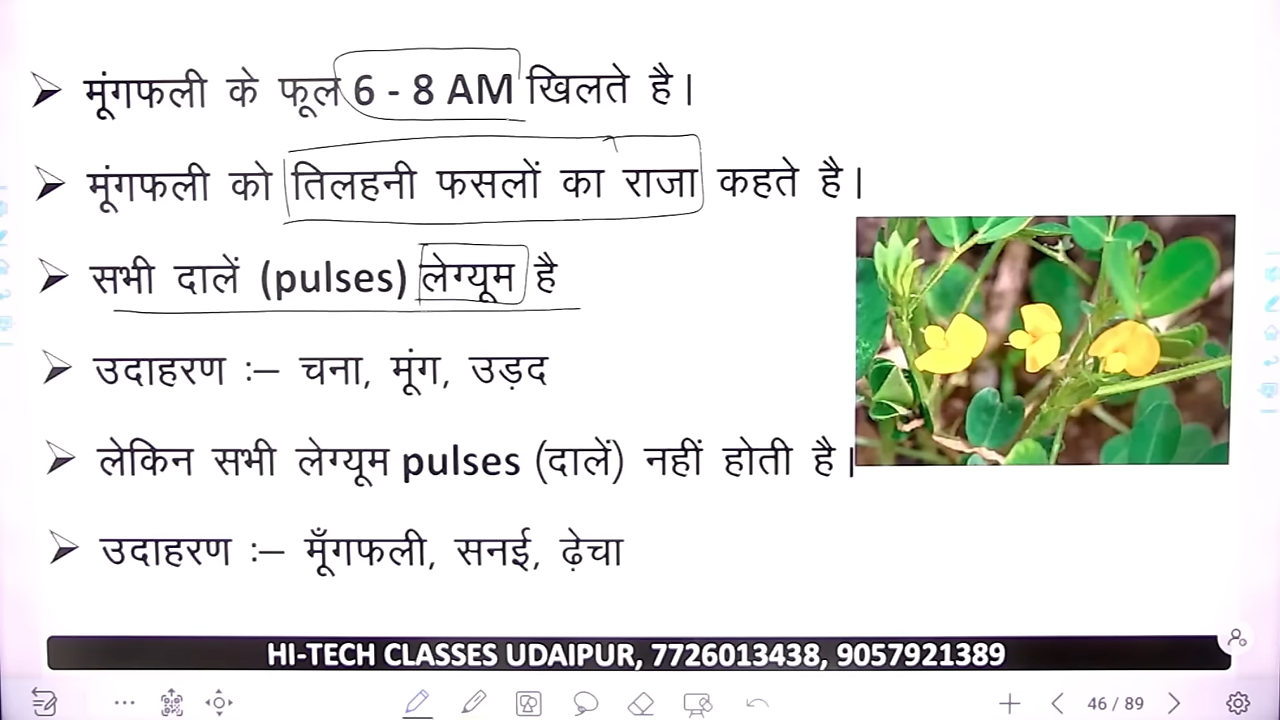 मूंगफली के फूल 6 - 8 AM खिलते है।
मूंगफली को तिलहनी फसलों का राजा कहते है।
सभी दालें (pulses) लेग्यूम है
उदाहरण :– चना, मूंग, उड़द
लेकिन सभी लेग्यूम pulses (दालें) नहीं होती है।
उदाहरण :– मूँगफली, सनई, ढ़ेचा
HI-TECH CLASSES UDAIPUR, 7726013438, 9057921389
46 / 89